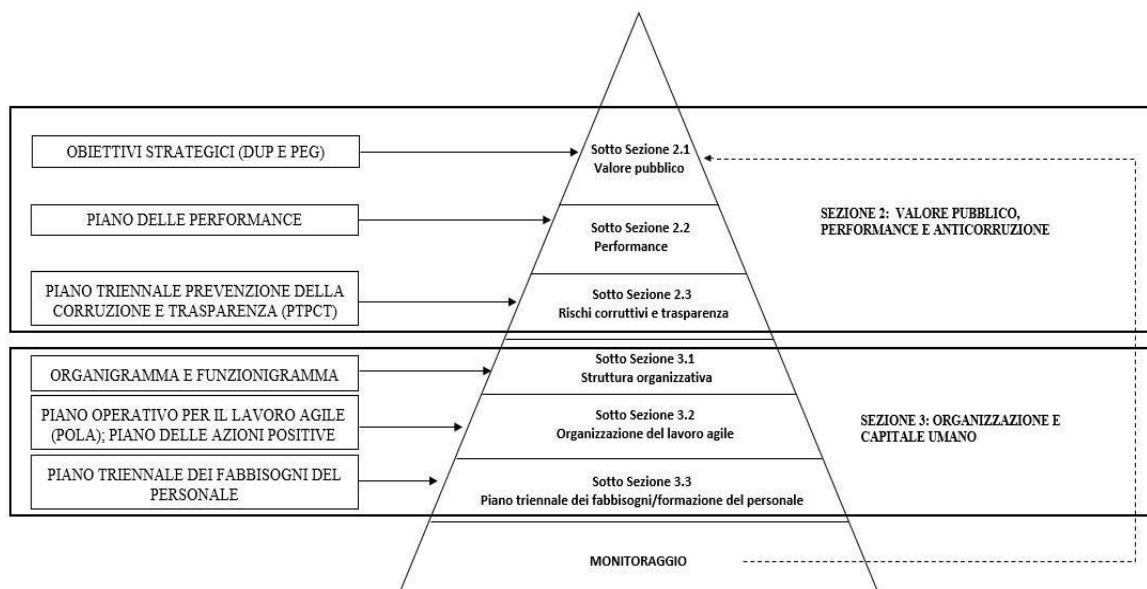 OBIETTIVI STRATEGICI (DUP E PEG)
Sotto Sezione 2.1
Valore pubblico
PIANO DELLE PERFORMANCE
Sotto Sezione 2.2
Performance
SEZIONE 2: VALORE PUBBLICO,
PERFORMANCE E ANTICORRUZIONE
PIANO TRIENNALE PREVENZIONE DELLA
CORRUZIONE E TRASPARENZA (PTPCT)
Sotto Sezione 2.3
Rischi corruttivi e trasparenza
ORGANIGRAMMA E FUNZIONIGRAMMA
Sotto Sezione 3.1
Struttura organizzativa
PIANO OPERATIVO PER IL LAVORO AGILE
(POLA); PIANO DELLE AZIONI POSITIVE
Sotto Sezione 3.2
Organizzazione del lavoro agile
SEZIONE 3: ORGANIZZAZIONE E
CAPITALE UMANO
PIANO TRIENNALE DEI FABBISOGNI DEL
PERSONALE
Sotto Sezione 3.3
Piano triennale dei fabbisogni/formazione del personale
MONITORAGGIO